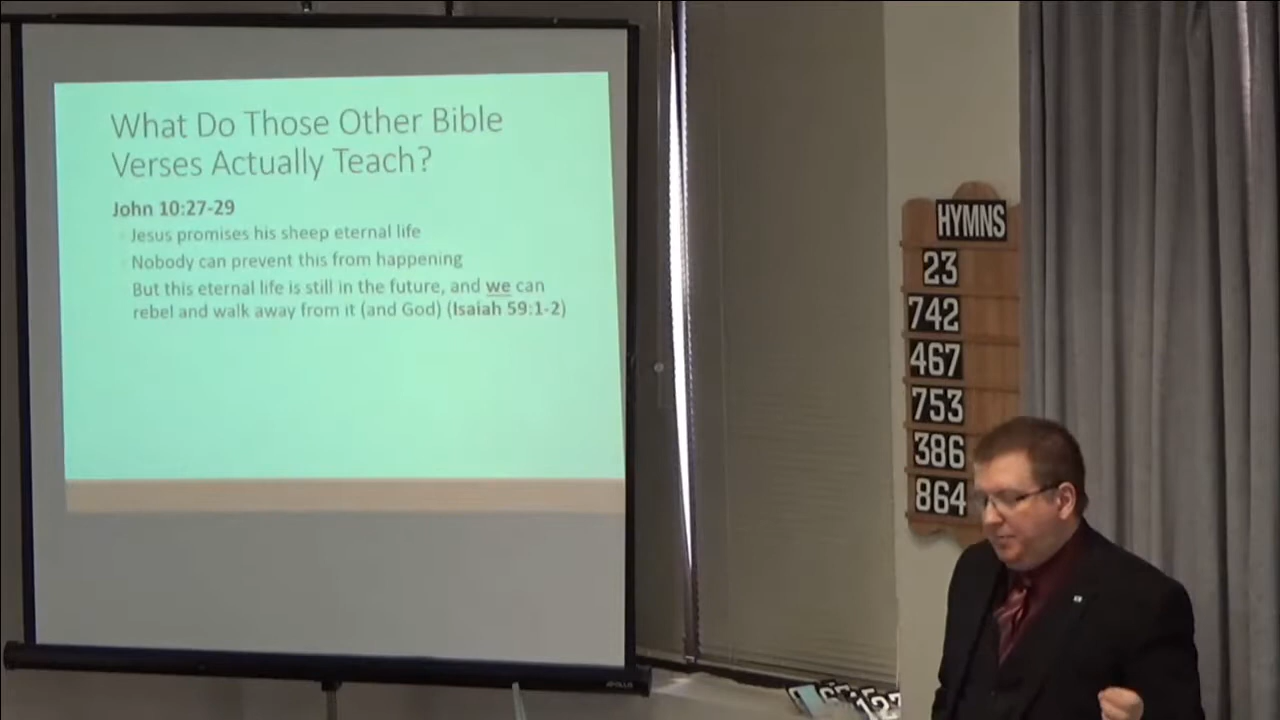 What Do Those Other Bible
Verses Actually Teach?
John 10:27-29
Jesus promises his sheep eternal life
Nobody can prevent this from happening
But this eternal life is still in the future, and we can
rebel and walk away from it (and God) (Isaiah 59:1-2)
HYMNS
23
742
467
753
386
864
APOLLO